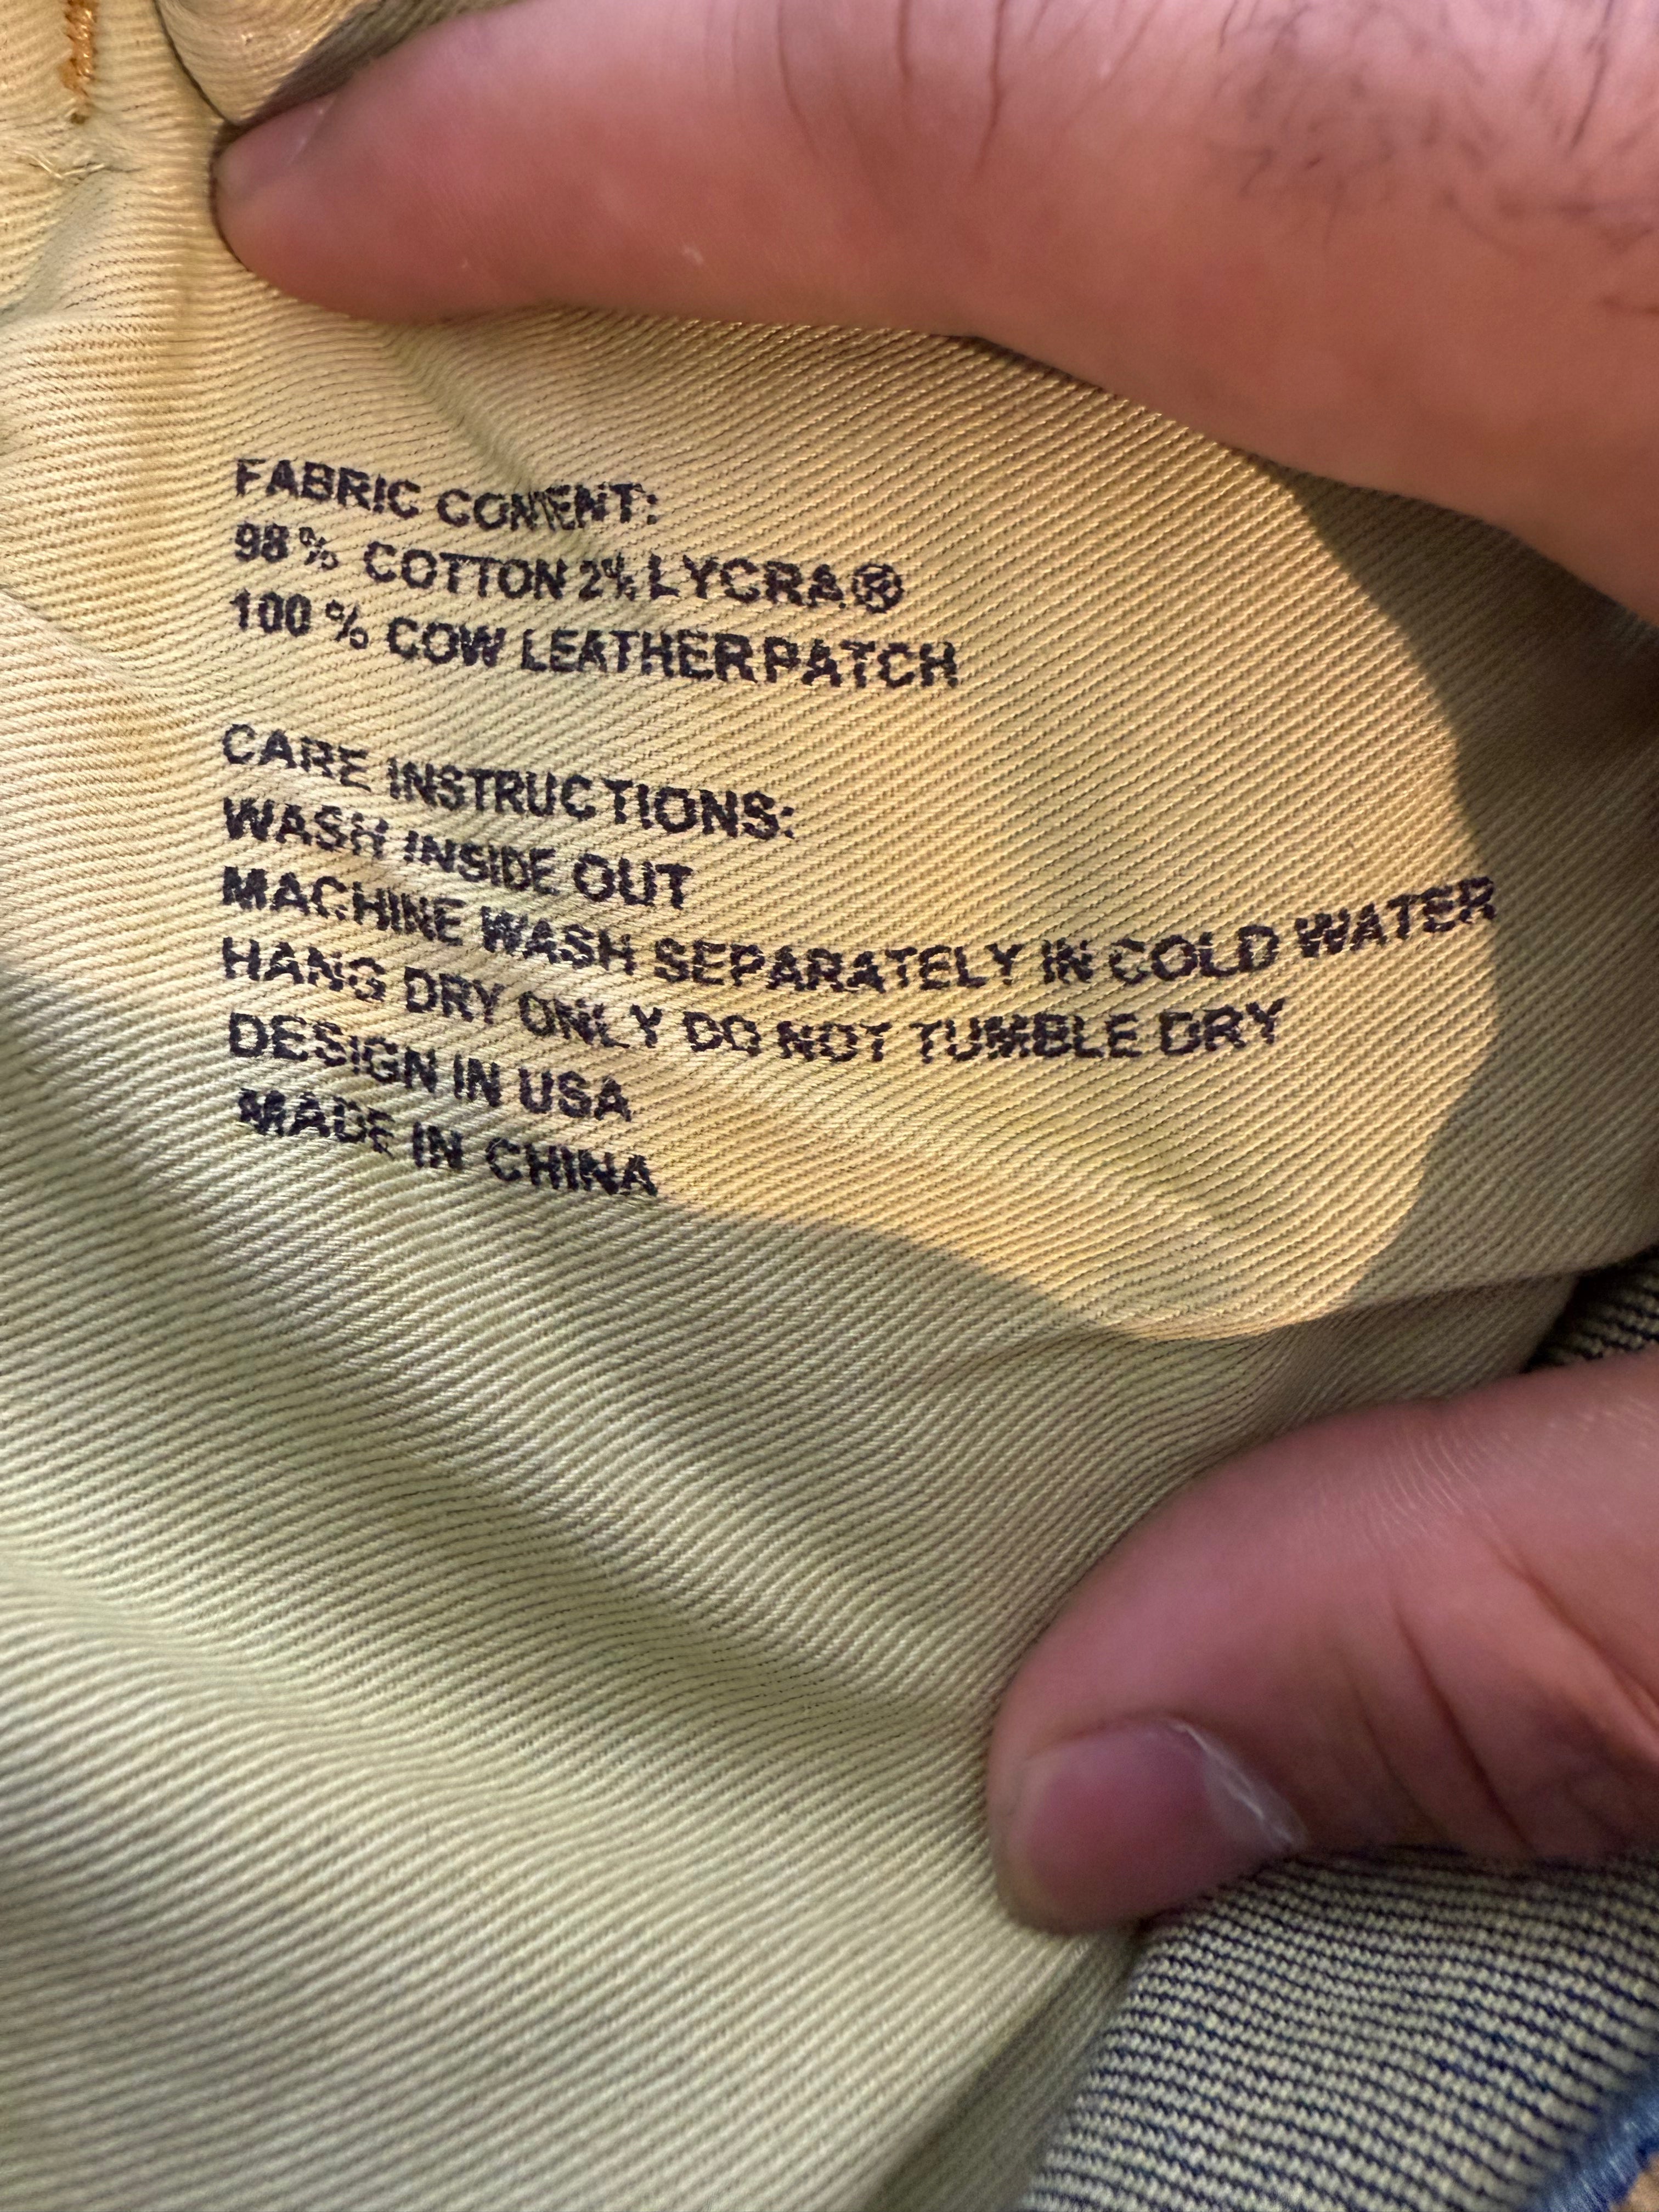 FABRIC CONTENT:
98% COTTON 2% LYCRA®
100% COW LEATHER PATCH
CARE INSTRUCTIONS:
WASH INSIDE OUT
MACHINE WASH SEPARATELY IN COLD WATER
HANG DRY ONLY DO NOT TUMBLE DRY
DESIGN IN USA
MADE IN CHINA